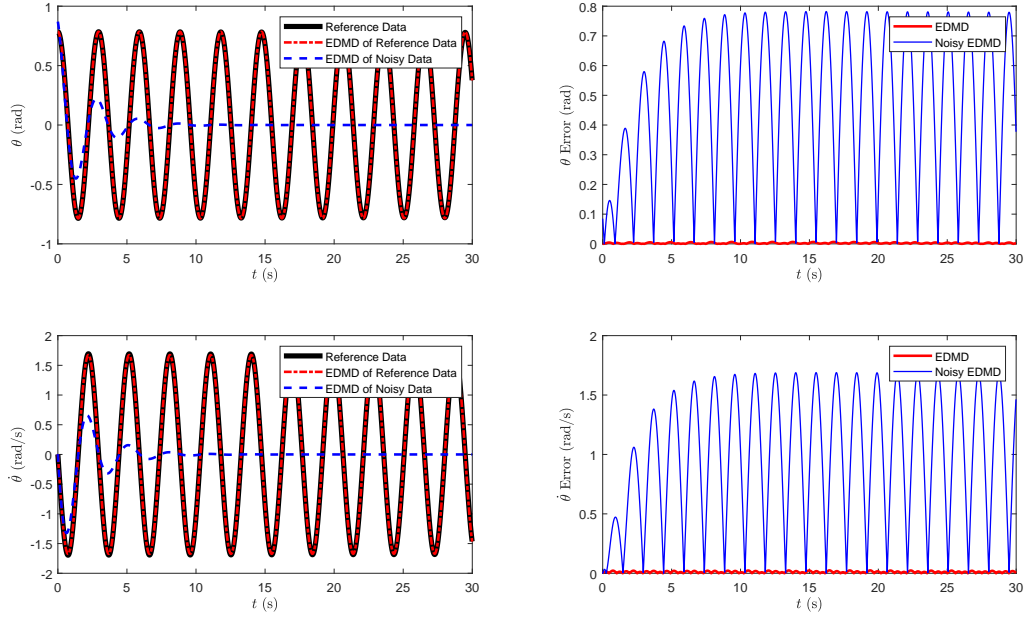 1
0.5
0
-0.5
-1
θ (rad)
0 5 10 15 20 25 30
t (s)
Reference Data
EDMD of Reference Data
EDMD of Noisy Data
0.8
0.7
0.6
0.5
0.4
0.3
0.2
0.1
0
θ Error (rad)
0 5 10 15 20 25 30
t (s)
EDMD
Noisy EDMD
2
1.5
1
0.5
0
-0.5
-1
-1.5
-2
θ̇ (rad/s)
0 5 10 15 20 25 30
t (s)
Reference Data
EDMD of Reference Data
EDMD of Noisy Data
2
1.5
1
0.5
0
θ̇ Error (rad/s)
0 5 10 15 20 25 30
t (s)
EDMD
Noisy EDMD